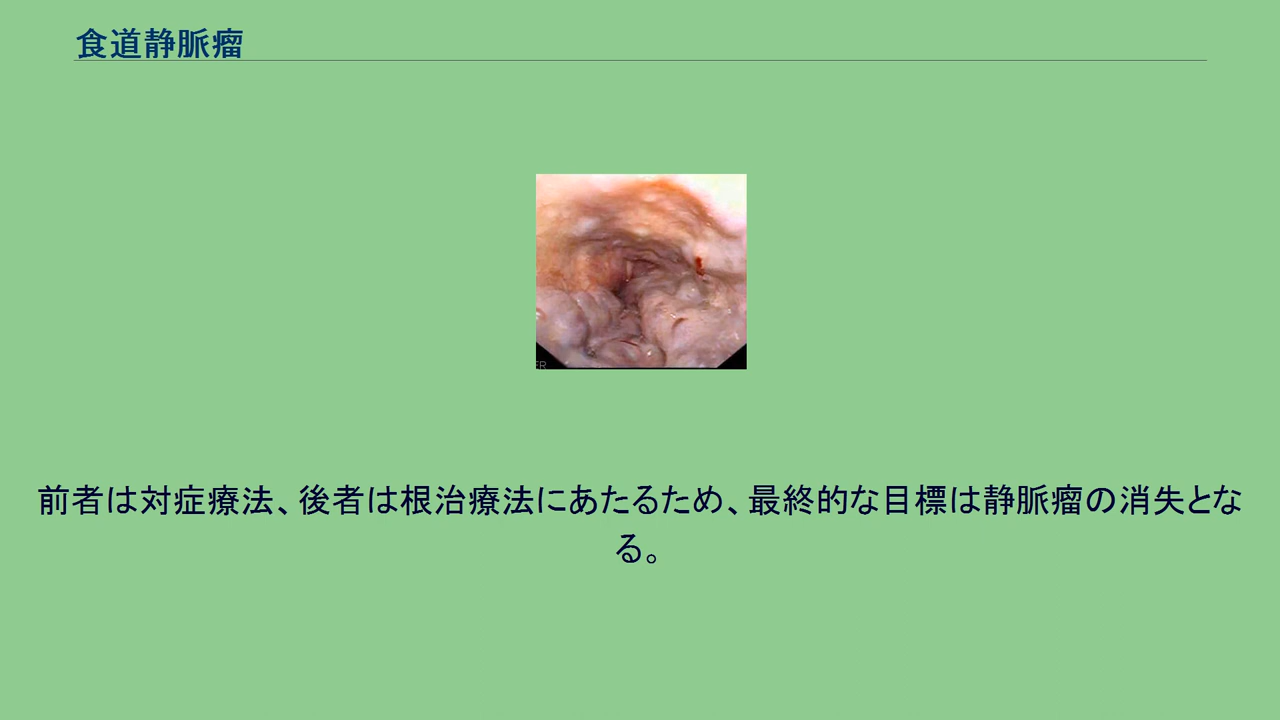 食道静脈瘤
前者は対症療法、後者は根治療法にあたるため、最終的な目標は静脈瘤の消失とな
る。